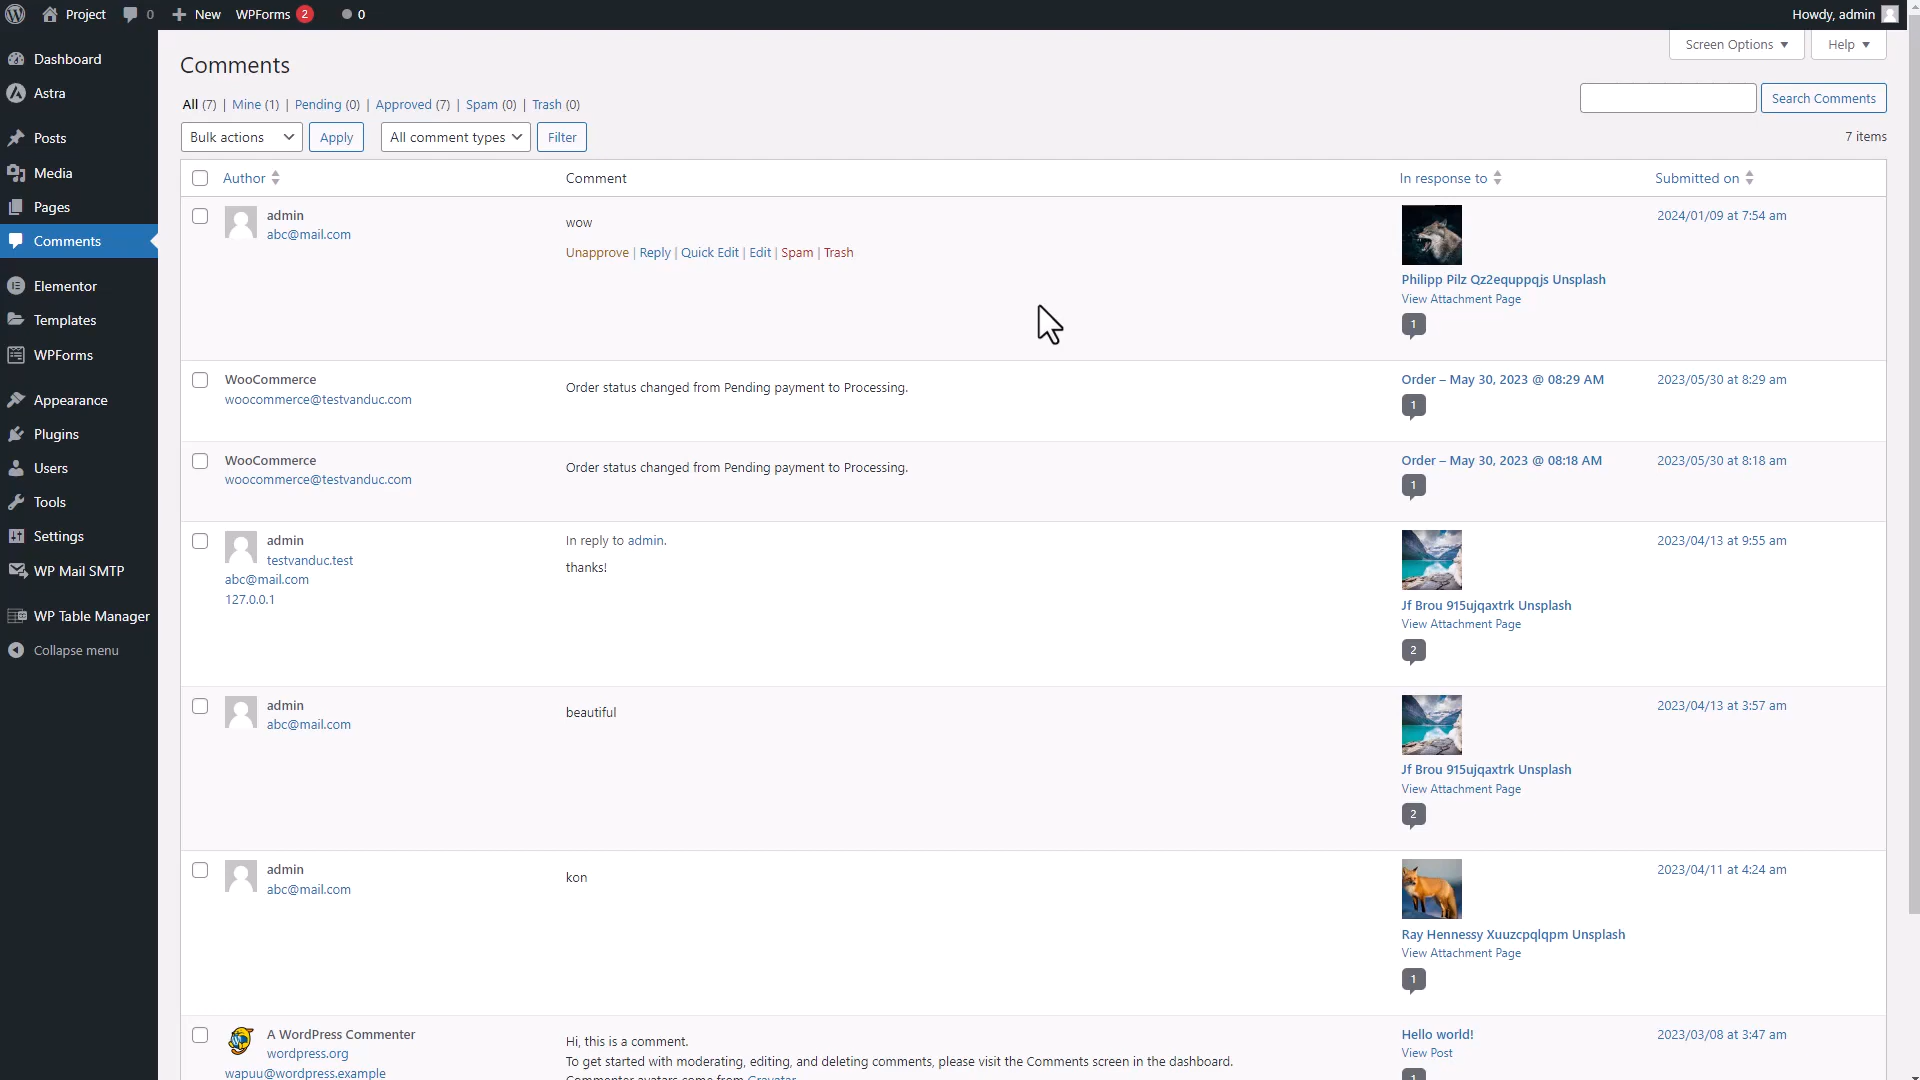 Project 0 New WPForms 2 0 Howdy, admin
Screen Options Help
Comments
All (7) | Mine (1) | Pending (0) | Approved (7) | Spam (0) | Trash (0)
Search Comments
Bulk actions Apply All comment types Filter
7 items
Dashboard
Astra
Posts
Media
Pages
Comments
Elementor
Templates
WPForms
Appearance
Plugins
Users
Tools
Settings
WP Mail SMTP
WP Table Manager
Collapse menu
Author Comment In response to Submitted on
admin
abc@mail.com
wow
Unapprove | Reply | Quick Edit | Edit | Spam | Trash
Philipp Pilz Qz2equppqjs Unsplash
View Attachment Page
1
2024/01/09 at 7:54 am
WooCommerce
woocommerce@testvanduc.com
Order status changed from Pending payment to Processing.
Order – May 30, 2023 @ 08:29 AM
1
2023/05/30 at 8:29 am
WooCommerce
woocommerce@testvanduc.com
Order status changed from Pending payment to Processing.
Order – May 30, 2023 @ 08:18 AM
1
2023/05/30 at 8:18 am
admin
testvanduc.test
abc@mail.com
127.0.0.1
In reply to admin.
thanks!
Jf Brou 915ujqaxtrk Unsplash
View Attachment Page
2
2023/04/13 at 9:55 am
admin
abc@mail.com
beautiful
Jf Brou 915ujqaxtrk Unsplash
View Attachment Page
2
2023/04/13 at 3:57 am
admin
abc@mail.com
kon
Ray Hennessy Xuuzcpqlqpm Unsplash
View Attachment Page
1
2023/04/11 at 4:24 am
A WordPress Commenter
wordpress.org
wapuu@wordpress.example
Hi, this is a comment.
To get started with moderating, editing, and deleting comments, please visit the Comments screen in the dashboard.
Commenter avatars come from Gravatar.
Hello world!
View Post
1
2023/03/08 at 3:47 am